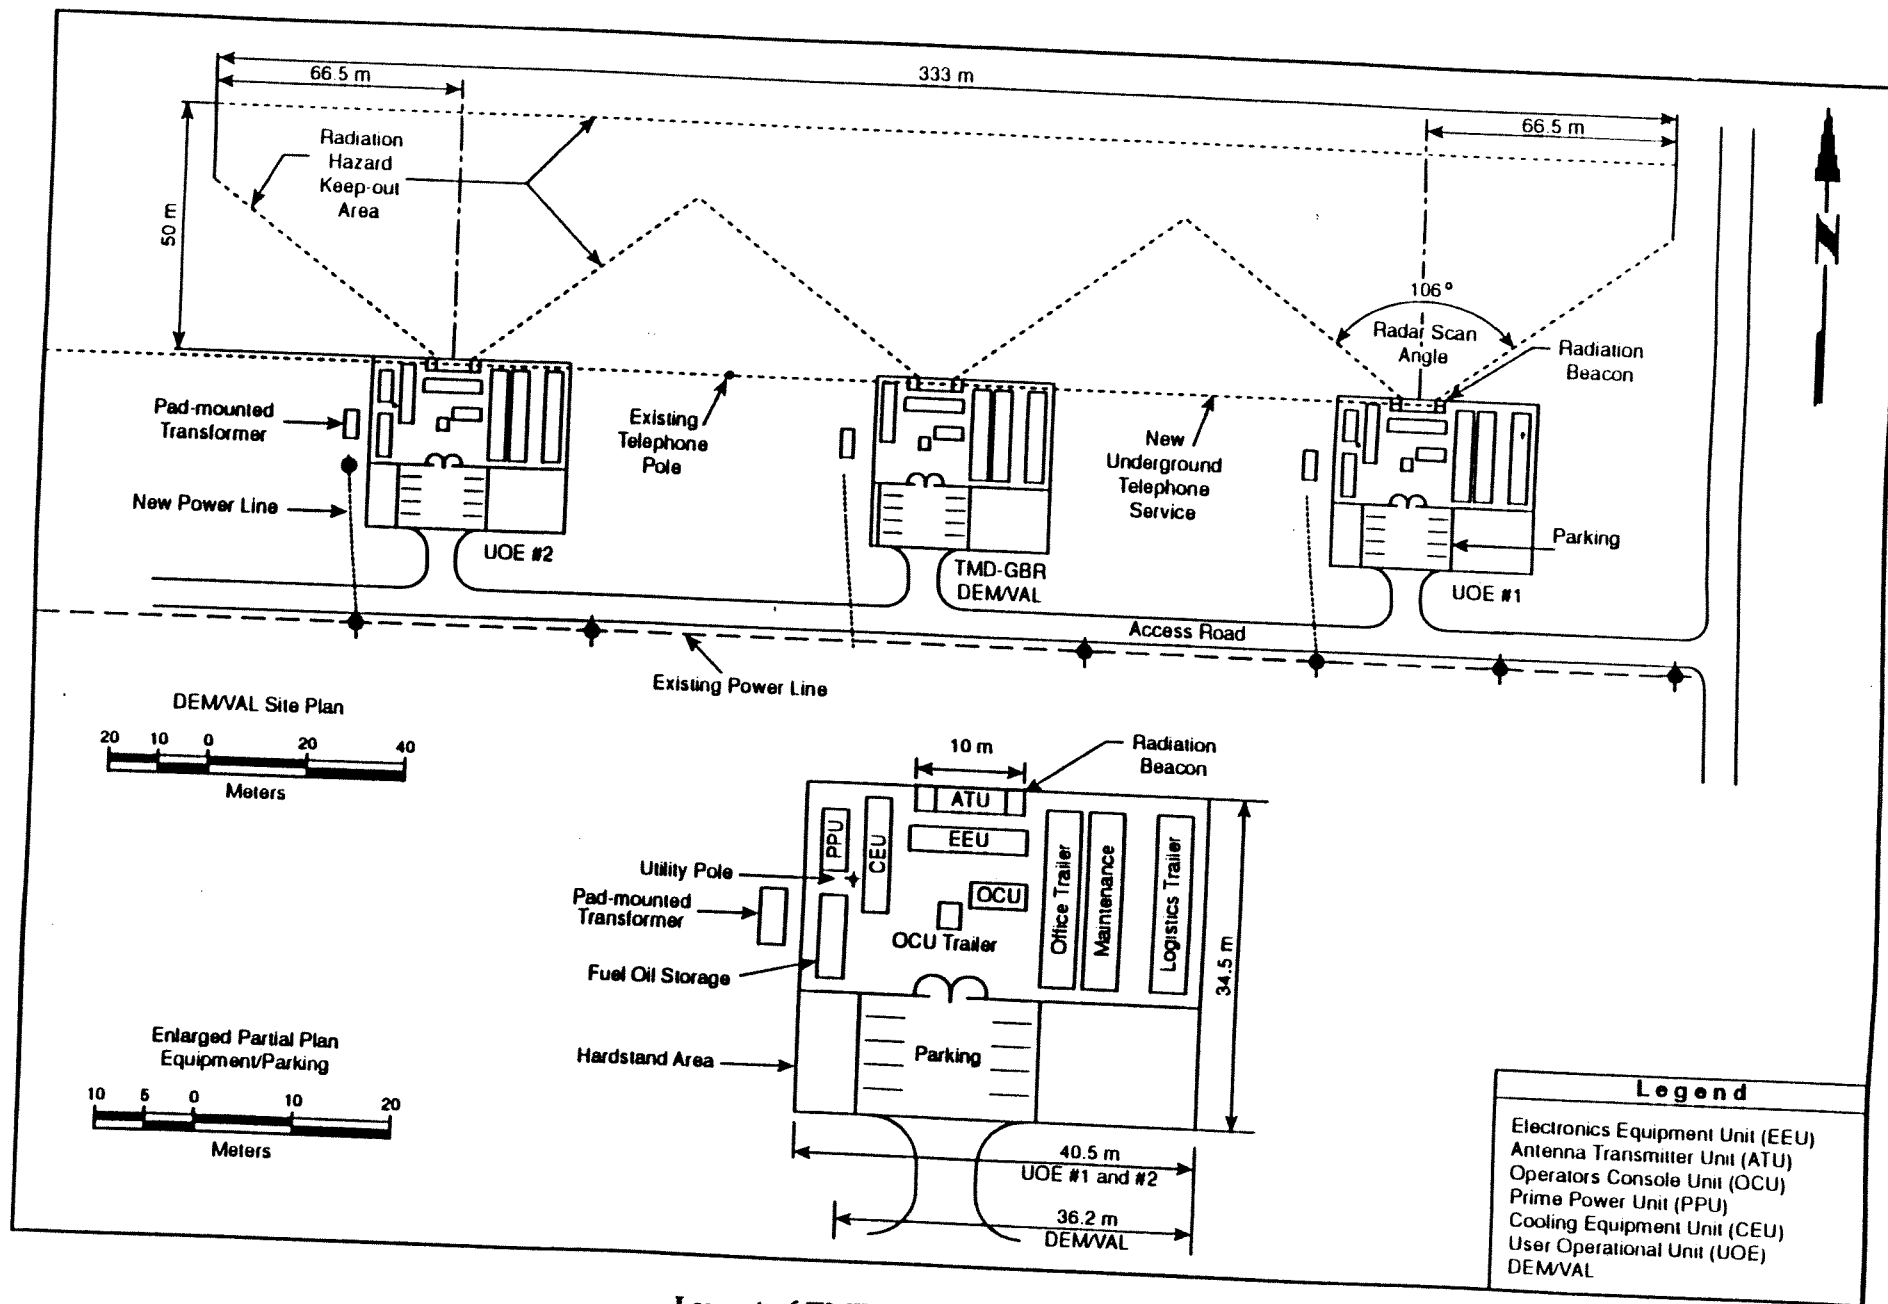 333 m
66.5 m
66.5 m
Radiation
Hazard
Keep-out
Area
50 m
N
106°
Radar Scan
Angle
Radiation
Beacon
Pad-mounted
Transformer
Existing
Telephone
Pole
New
Underground
Telephone
Service
New Power Line
Parking
UOE #2
TMD-GBR
DEM/VAL
UOE #1
Access Road
Existing Power Line
DEM/VAL Site Plan
20 10 0 20 40
Meters
10 m
Radiation
Beacon
ATU
EEU
PPU
CEU
OCU
Utility Pole
Pad-mounted
Transformer
OCU Trailer
Office Trailer
Maintenance
Logistics Trailer
34.5 m
Fuel Oil Storage
Enlarged Partial Plan
Equipment/Parking
10 5 0 10 20
Meters
Hardstand Area
Parking
40.5 m
UOE #1 and #2
36.2 m
DEM/VAL
Legend
Electronics Equipment Unit (EEU)
Antenna Transmitter Unit (ATU)
Operators Console Unit (OCU)
Prime Power Unit (PPU)
Cooling Equipment Unit (CEU)
User Operational Unit (UOE)
DEM/VAL